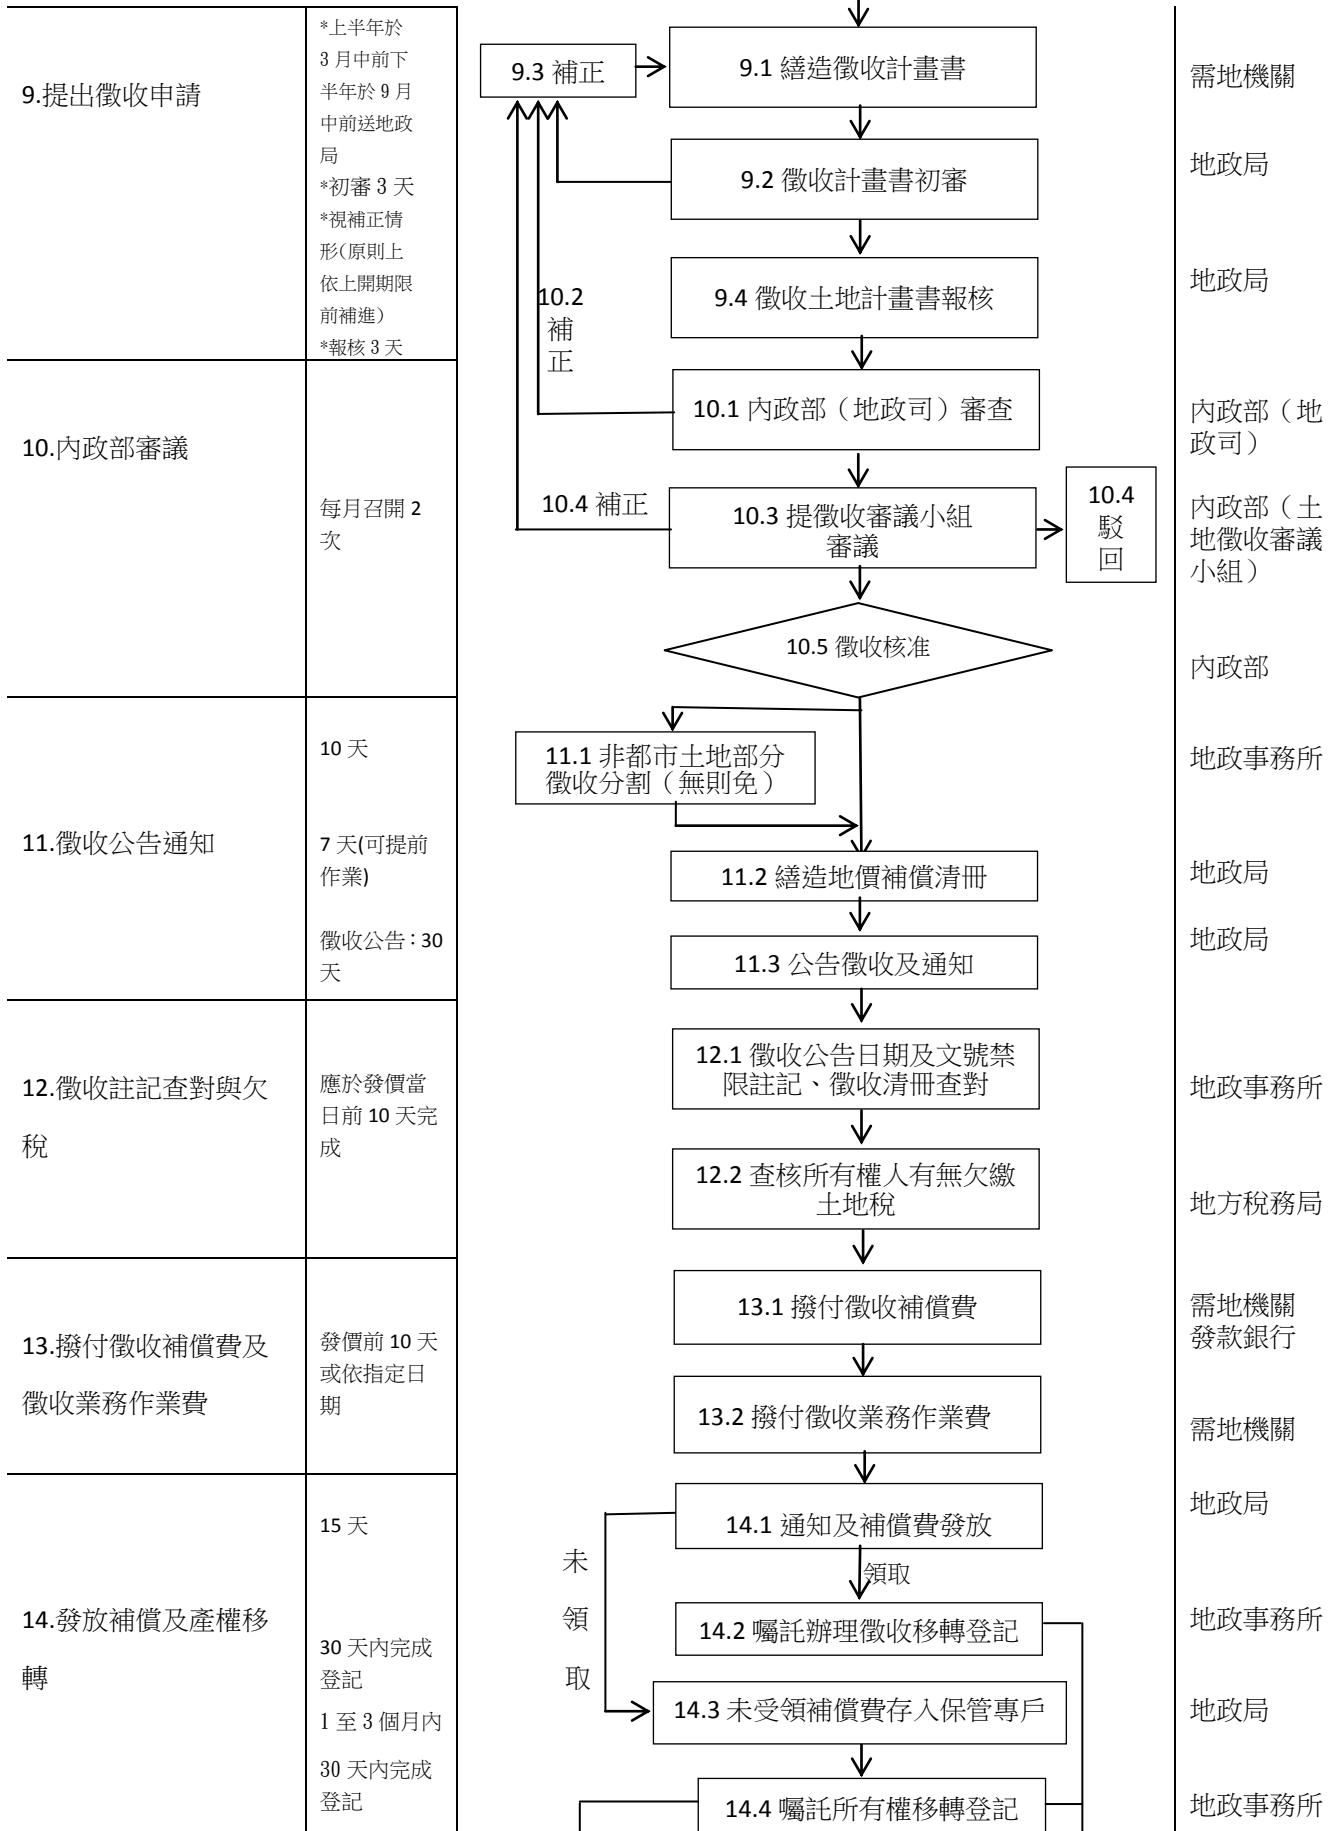 9.提出徵收申請
*上半年於
3 月中前下
半年於 9 月
中前送地政
局
*初審 3 天
*視補正情
形(原則上
依上開期限
前補進)
*報核 3 天
9.3 補正
9.1 繕造徵收計畫書
需地機關
9.2 徵收計畫書初審
地政局
9.4 徵收土地計畫書報核
地政局
10.2
補
正
10.內政部審議
每月召開 2
次
10.1 內政部（地政司）審查
內政部（地
政司）
10.4 補正
10.3 提徵收審議小組
審議
10.4
駁
回
內政部（土
地徵收審議
小組）
10.5 徵收核准
內政部
11.徵收公告通知
10 天
7 天(可提前
作業)
徵收公告：30
天
11.1 非都市土地部分
徵收分割（無則免）
地政事務所
11.2 繕造地價補償清冊
地政局
11.3 公告徵收及通知
地政局
12.徵收註記查對與欠
稅
應於發價當
日前 10 天完
成
12.1 徵收公告日期及文號禁
限註記、徵收清冊查對
地政事務所
12.2 查核所有權人有無欠繳
土地稅
地方稅務局
13.撥付徵收補償費及
徵收業務作業費
發價前 10 天
或依指定日
期
13.1 撥付徵收補償費
需地機關
發款銀行
13.2 撥付徵收業務作業費
需地機關
14.發放補償及產權移
轉
15 天
30 天內完成
登記
1 至 3 個月內
30 天內完成
登記
14.1 通知及補償費發放
地政局
未
領
取
領取
14.2 囑託辦理徵收移轉登記
地政事務所
14.3 未受領補償費存入保管專戶
地政局
14.4 囑託所有權移轉登記
地政事務所